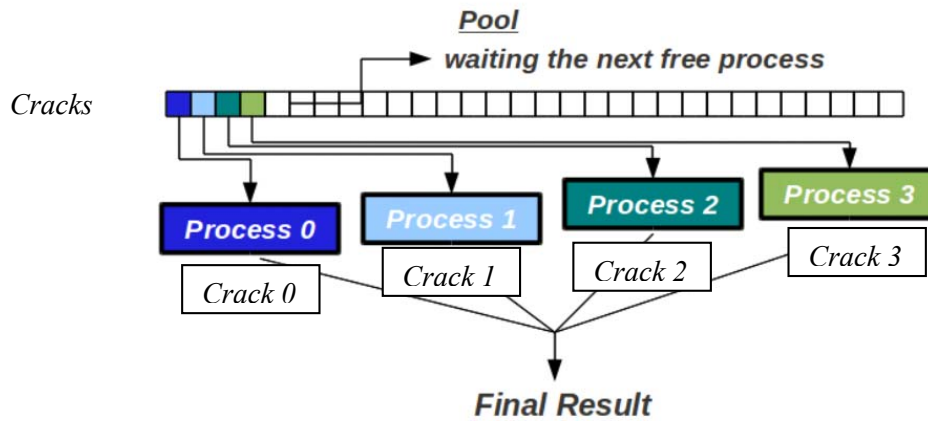 Pool
waiting the next free process
Cracks
Process 0
Process 1
Process 2
Process 3
Crack 0
Crack 1
Crack 2
Crack 3
Final Result